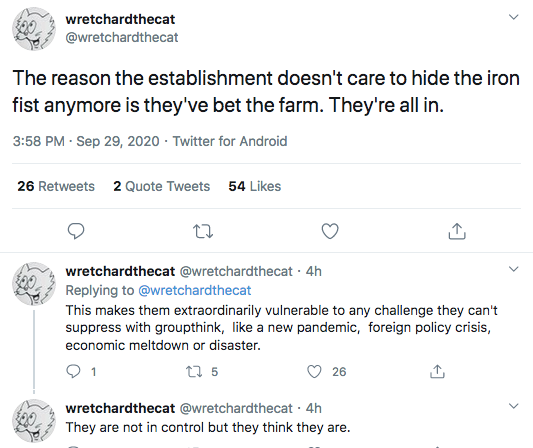 wretchardthecat
@wretchardthecat
The reason the establishment doesn't care to hide the iron
fist anymore is they've bet the farm. They're all in.
3:58 PM · Sep 29, 2020 · Twitter for Android
26 Retweets 2 Quote Tweets 54 Likes
wretchardthecat @wretchardthecat · 4h
Replying to @wretchardthecat
This makes them extraordinarily vulnerable to any challenge they can't
suppress with groupthink, like a new pandemic, foreign policy crisis,
economic meltdown or disaster.
1 5 26
wretchardthecat @wretchardthecat · 4h
They are not in control but they think they are.